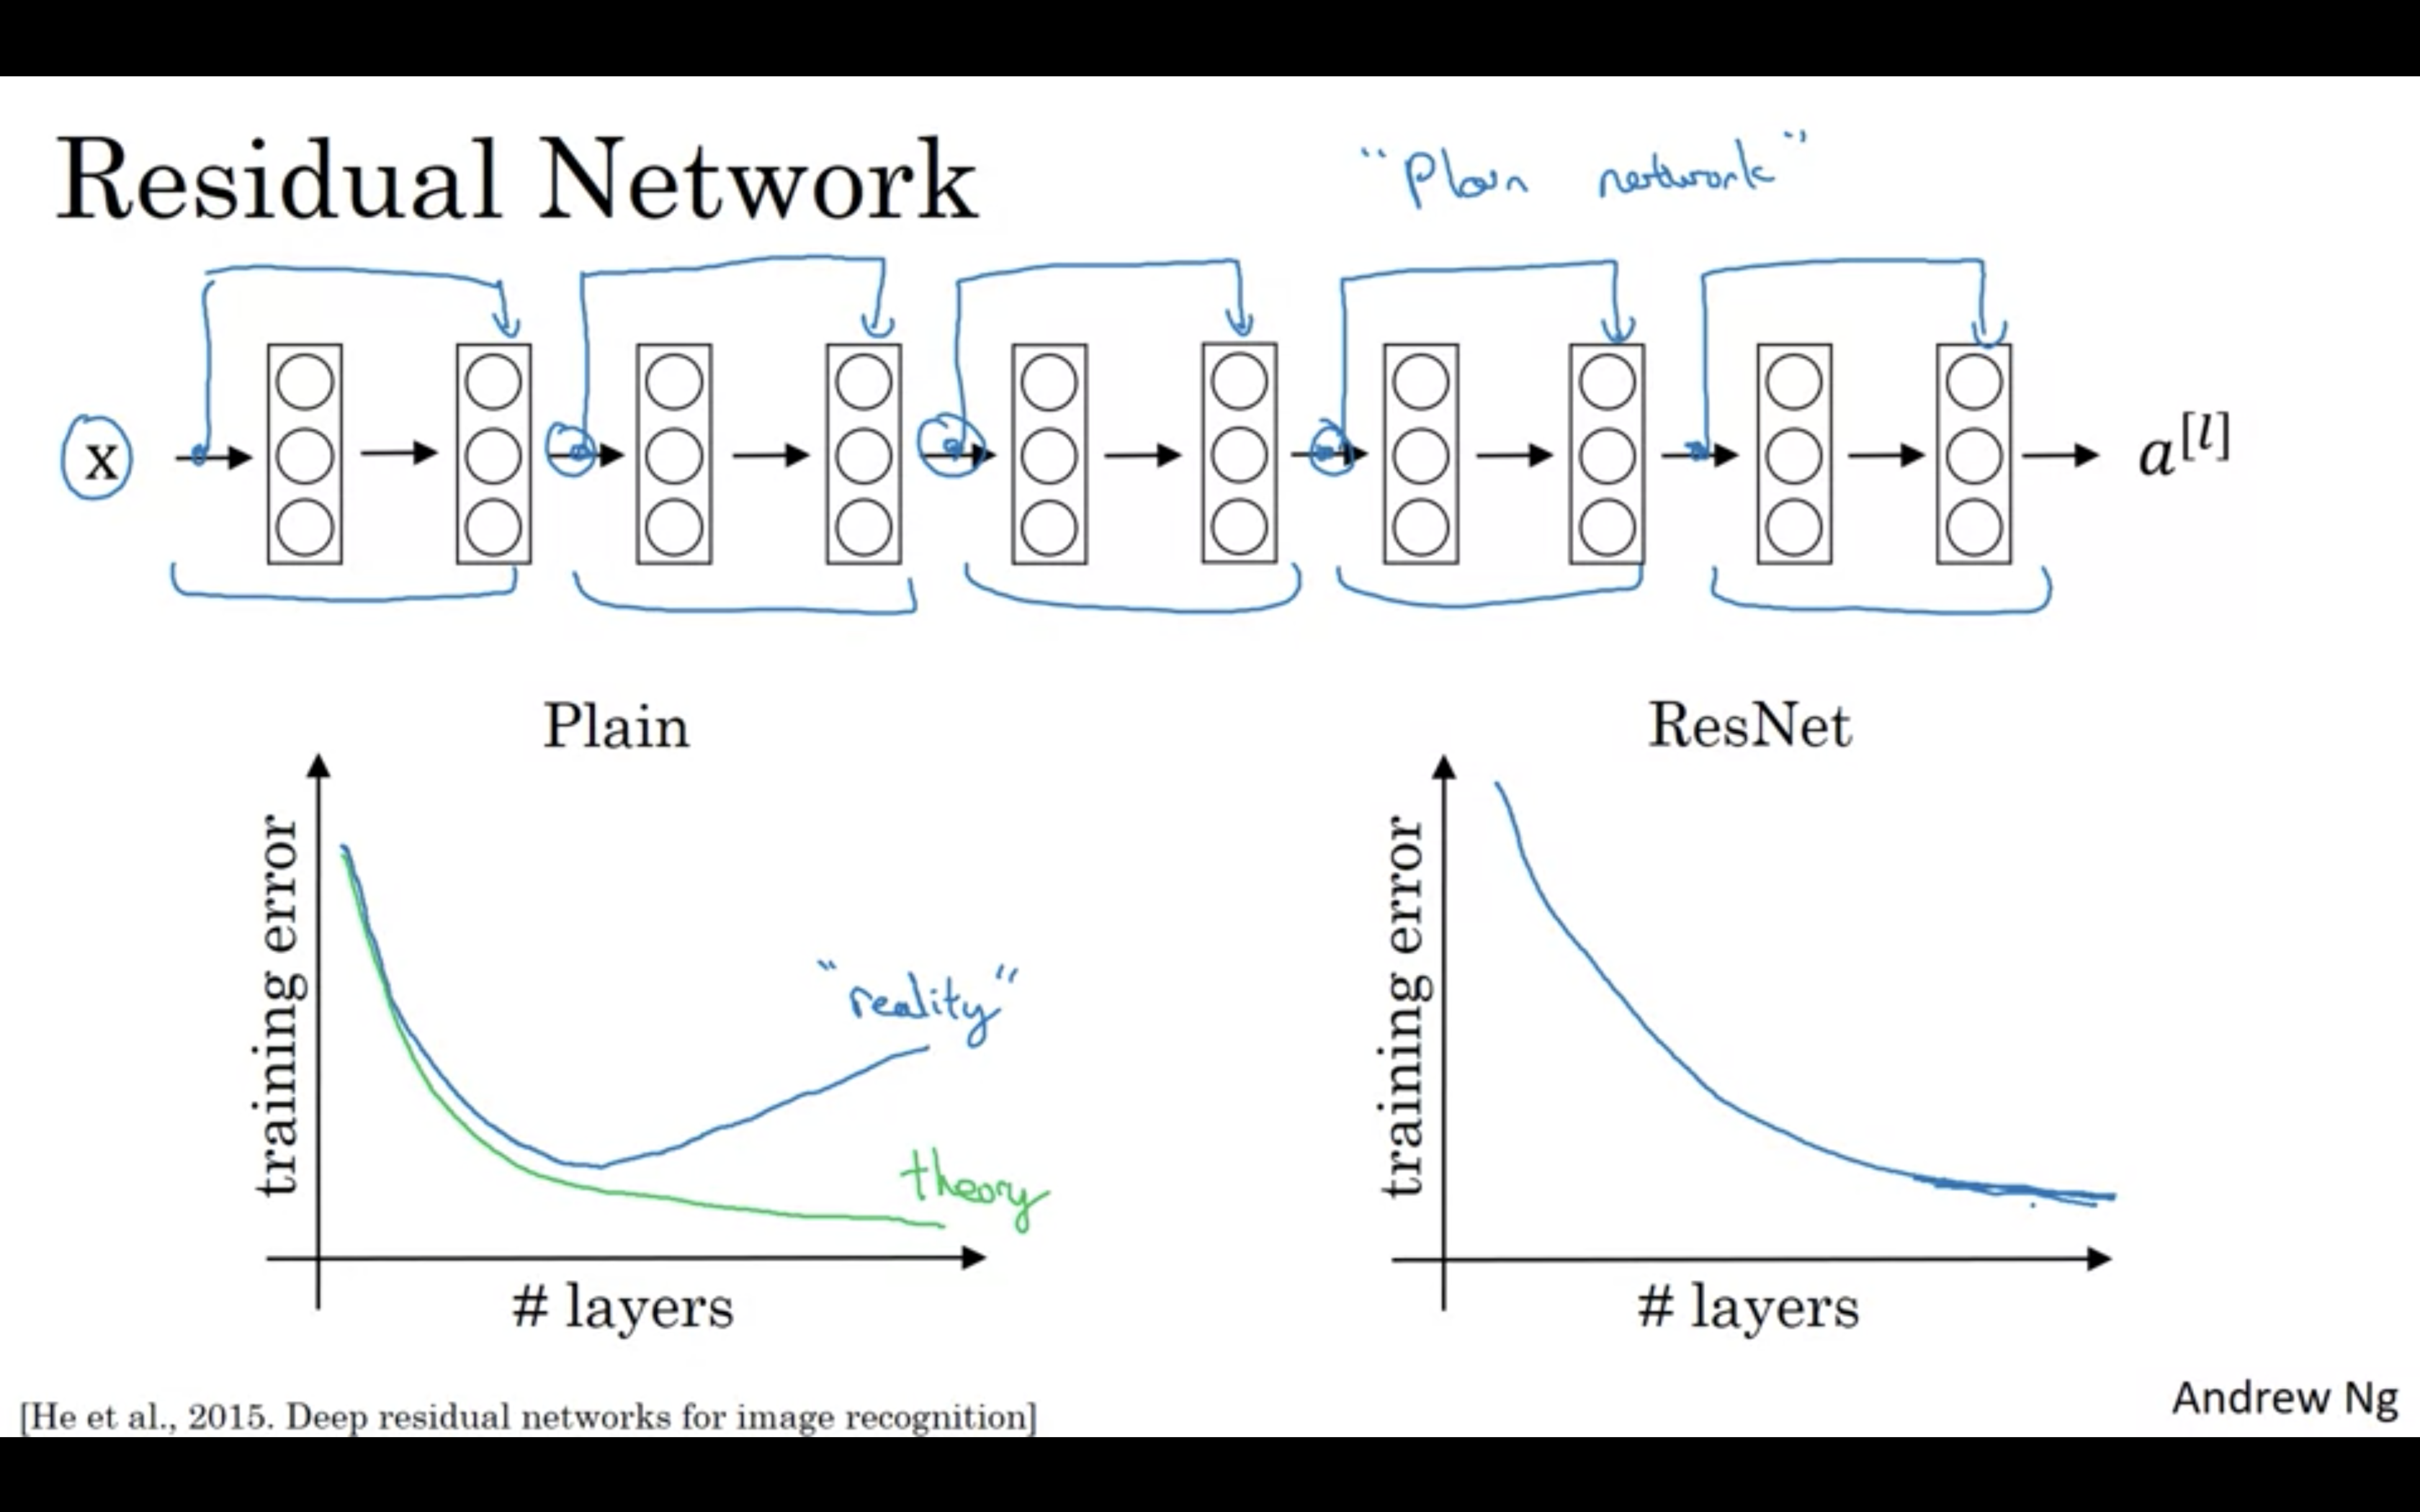 Residual Network
"Plain network"
x
a[l]
Plain
ResNet
training error
"reality"
theory
# layers
training error
# layers
[He et al., 2015. Deep residual networks for image recognition]
Andrew Ng